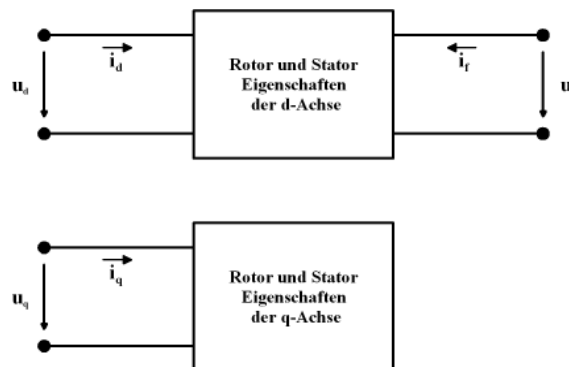 u_d
i_d
Rotor und Stator
Eigenschaften
der d-Achse
i_f
u
u_q
i_q
Rotor und Stator
Eigenschaften
der q-Achse